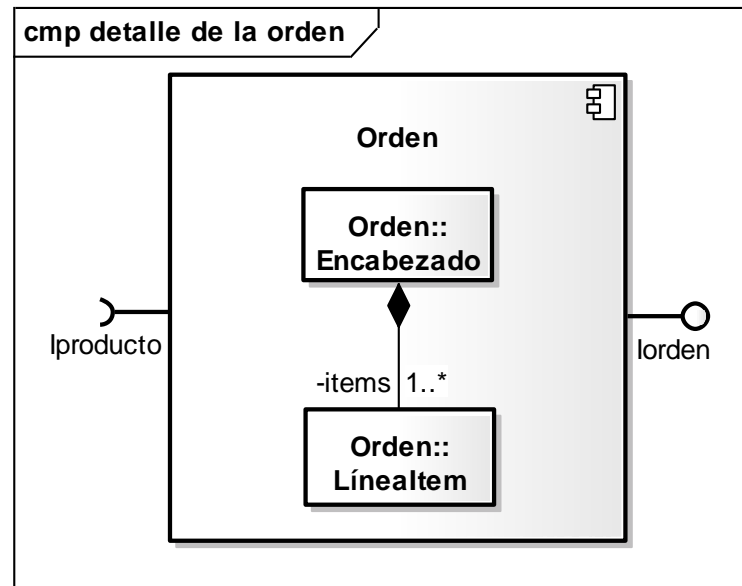 cmp detalle de la orden
Orden
Orden::
Encabezado
Iproducto
Iorden
-items 1..*
Orden::
LíneaItem